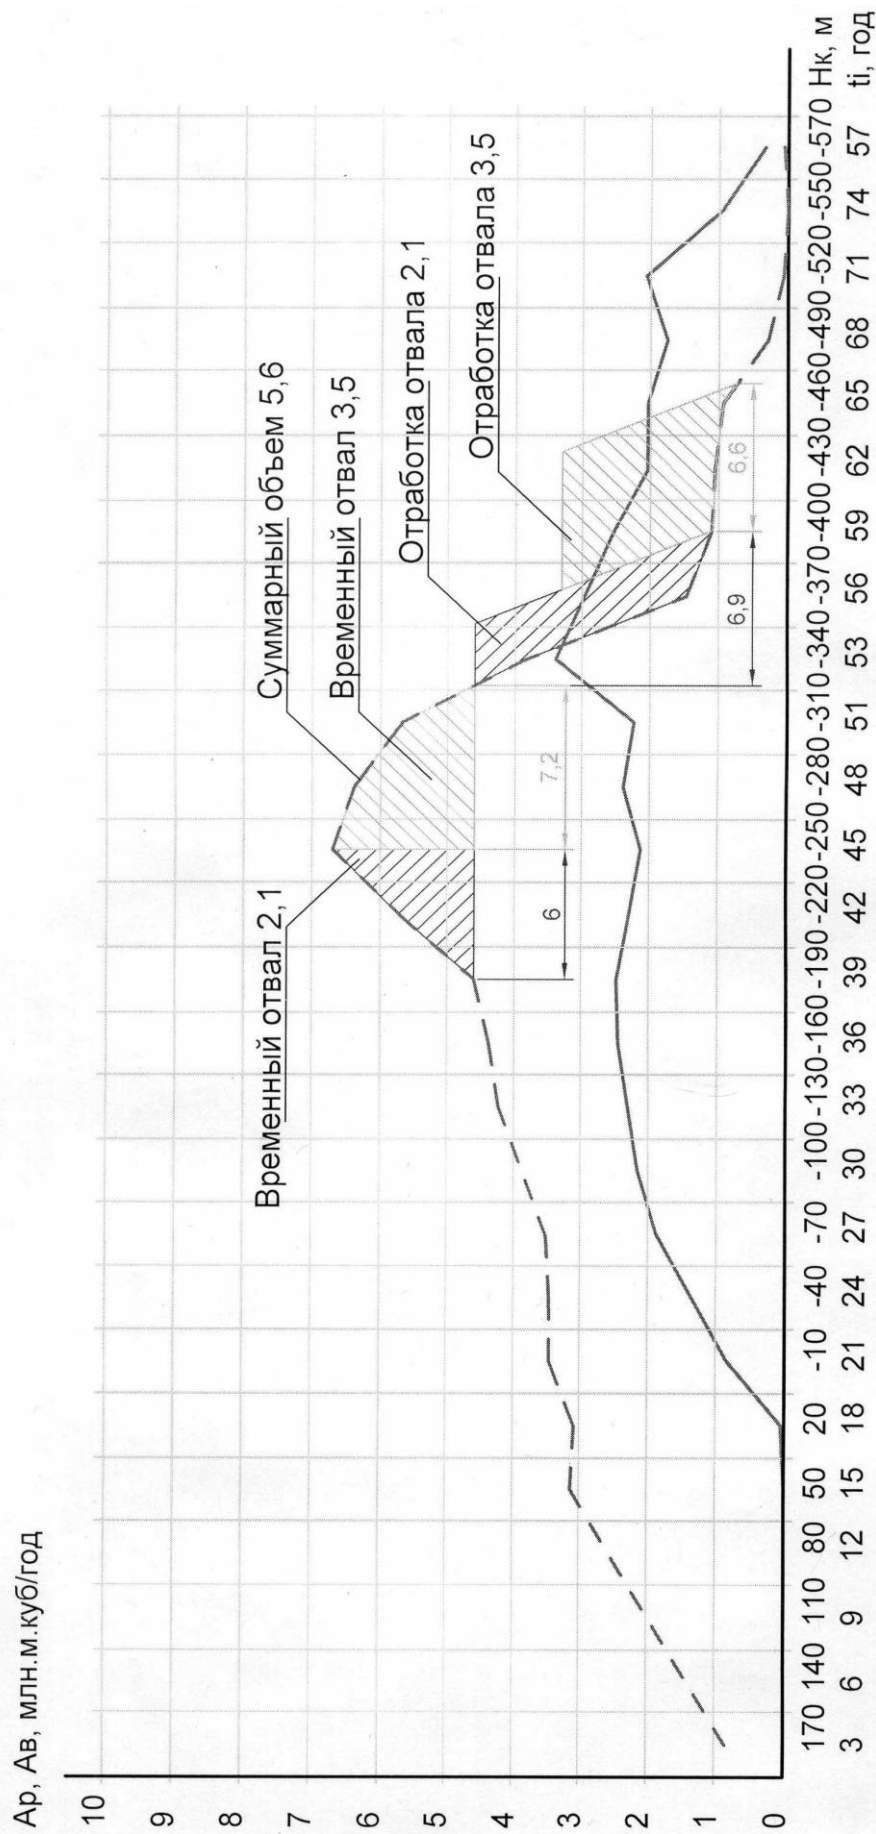 Ар, Ав, млн.м.куб/год
10
9
8
7
6
5
4
3
2
1
0
Суммарный объем 5,6
Временный отвал 3,5
Отработка отвала 2,1
Отработка отвала 3,5
Временный отвал 2,1
6
7,2
6,9
6,6
170 140 110 80 50 20 -10 -40 -70 -100 -130 -160 -190 -220 -250 -280 -310 -340 -370 -400 -430 -460 -490 -520 -550 -570 Нк, м
3 6 9 12 15 18 21 24 27 30 33 36 39 42 45 48 51 53 56 59 62 65 68 71 74 57 ti, год